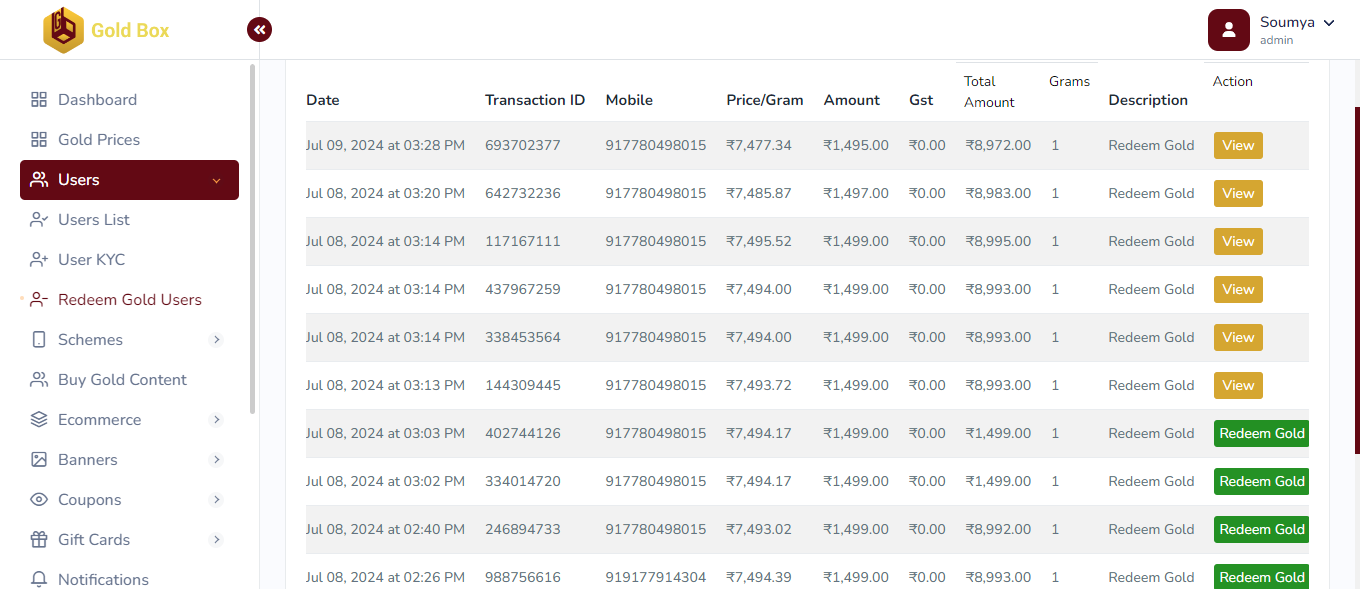 Gold Box
Soumya
admin
Dashboard
Gold Prices
Users
Users List
User KYC
Redeem Gold Users
Schemes
Buy Gold Content
Ecommerce
Banners
Coupons
Gift Cards
Notifications
Date Transaction ID Mobile Price/Gram Amount Gst Total Amount Grams Description Action
Jul 09, 2024 at 03:28 PM 693702377 917780498015 ₹7,477.34 ₹1,495.00 ₹0.00 ₹8,972.00 1 Redeem Gold View
Jul 08, 2024 at 03:20 PM 642732236 917780498015 ₹7,485.87 ₹1,497.00 ₹0.00 ₹8,983.00 1 Redeem Gold View
Jul 08, 2024 at 03:14 PM 117167111 917780498015 ₹7,495.52 ₹1,499.00 ₹0.00 ₹8,995.00 1 Redeem Gold View
Jul 08, 2024 at 03:14 PM 437967259 917780498015 ₹7,494.00 ₹1,499.00 ₹0.00 ₹8,993.00 1 Redeem Gold View
Jul 08, 2024 at 03:14 PM 338453564 917780498015 ₹7,494.00 ₹1,499.00 ₹0.00 ₹8,993.00 1 Redeem Gold View
Jul 08, 2024 at 03:13 PM 144309445 917780498015 ₹7,493.72 ₹1,499.00 ₹0.00 ₹8,993.00 1 Redeem Gold View
Jul 08, 2024 at 03:03 PM 402744126 917780498015 ₹7,494.17 ₹1,499.00 ₹0.00 ₹1,499.00 1 Redeem Gold Redeem Gold
Jul 08, 2024 at 03:02 PM 334014720 917780498015 ₹7,494.17 ₹1,499.00 ₹0.00 ₹1,499.00 1 Redeem Gold Redeem Gold
Jul 08, 2024 at 02:40 PM 246894733 917780498015 ₹7,493.02 ₹1,499.00 ₹0.00 ₹8,992.00 1 Redeem Gold Redeem Gold
Jul 08, 2024 at 02:26 PM 988756616 919177914304 ₹7,494.39 ₹1,499.00 ₹0.00 ₹8,993.00 1 Redeem Gold Redeem Gold